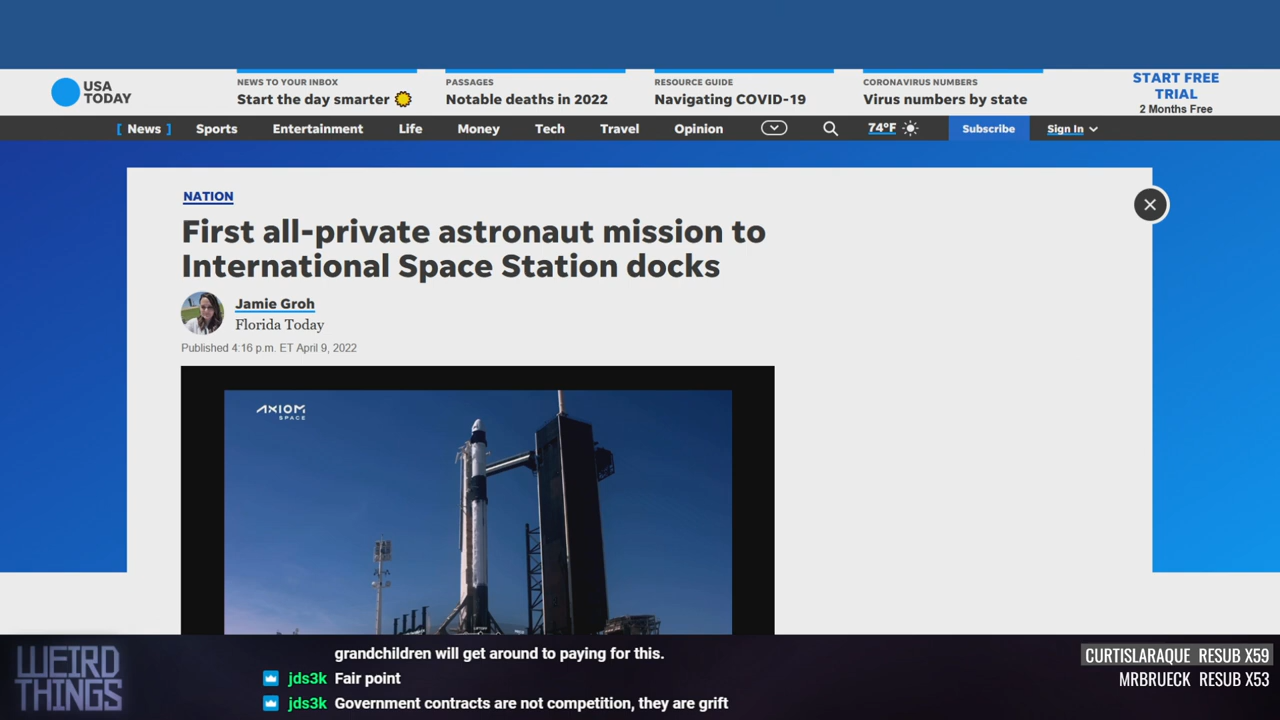 USA
TODAY
NEWS TO YOUR INBOX
Start the day smarter
PASSAGES
Notable deaths in 2022
RESOURCE GUIDE
Navigating COVID-19
CORONAVIRUS NUMBERS
Virus numbers by state
START FREE
TRIAL
2 Months Free
[ News ] Sports Entertainment Life Money Tech Travel Opinion 74°F Subscribe Sign In
NATION
First all-private astronaut mission to
International Space Station docks
Jamie Groh
Florida Today
Published 4:16 p.m. ET April 9, 2022
AXIOM
SPACE
WEIRD
THINGS
grandchildren will get around to paying for this.
jds3k Fair point
jds3k Government contracts are not competition, they are grift
CURTISLARAQUE RESUB X59
MRBRUECK RESUB X53